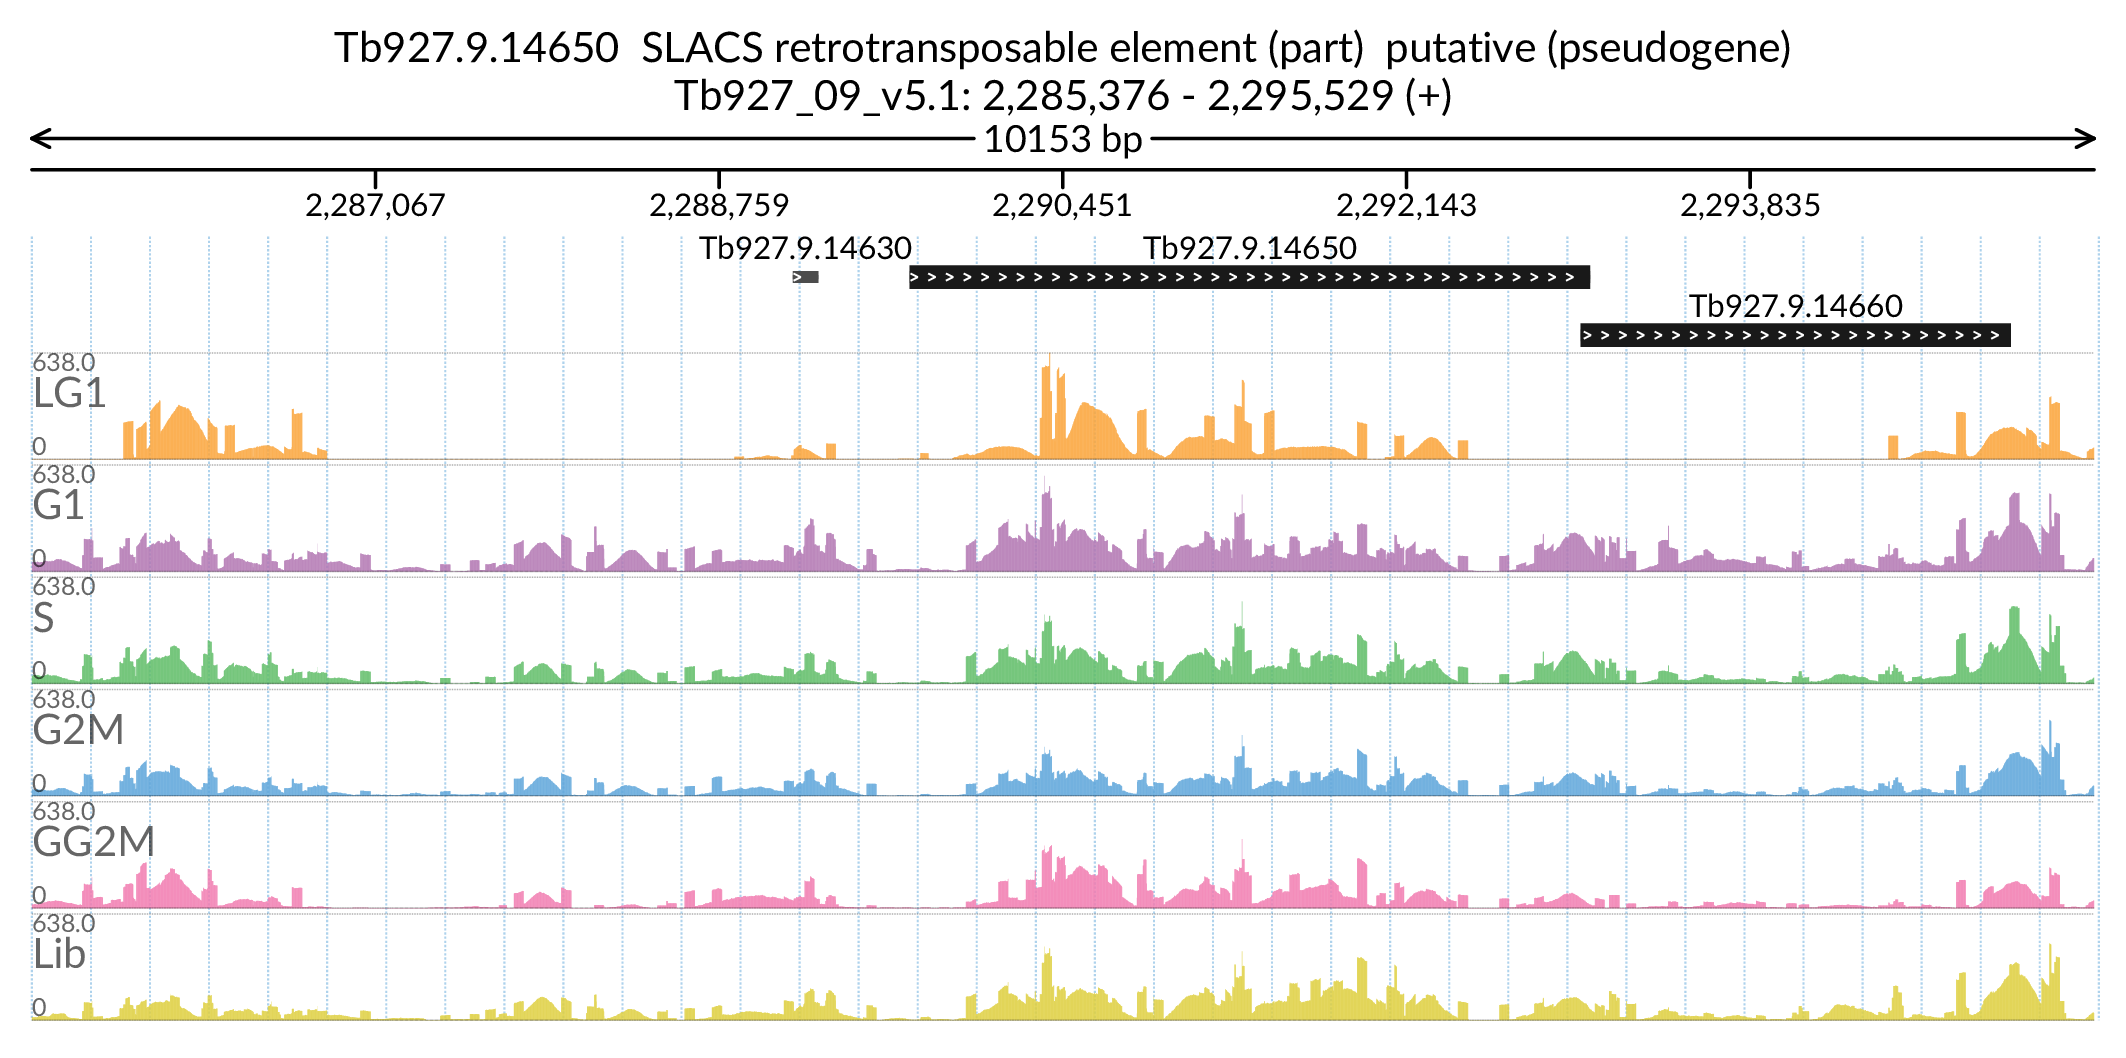 Tb927.9.14650 SLACS retrotransposable element (part) putative (pseudogene)
Tb927_09_v5.1: 2,285,376 - 2,295,529 (+)
10153 bp
2,287,067 2,288,759 2,290,451 2,292,143 2,293,835
Tb927.9.14630 Tb927.9.14650
Tb927.9.14660
638.0
LG1
0
638.0
G1
0
638.0
S
0
638.0
G2M
0
638.0
GG2M
0
638.0
Lib
0